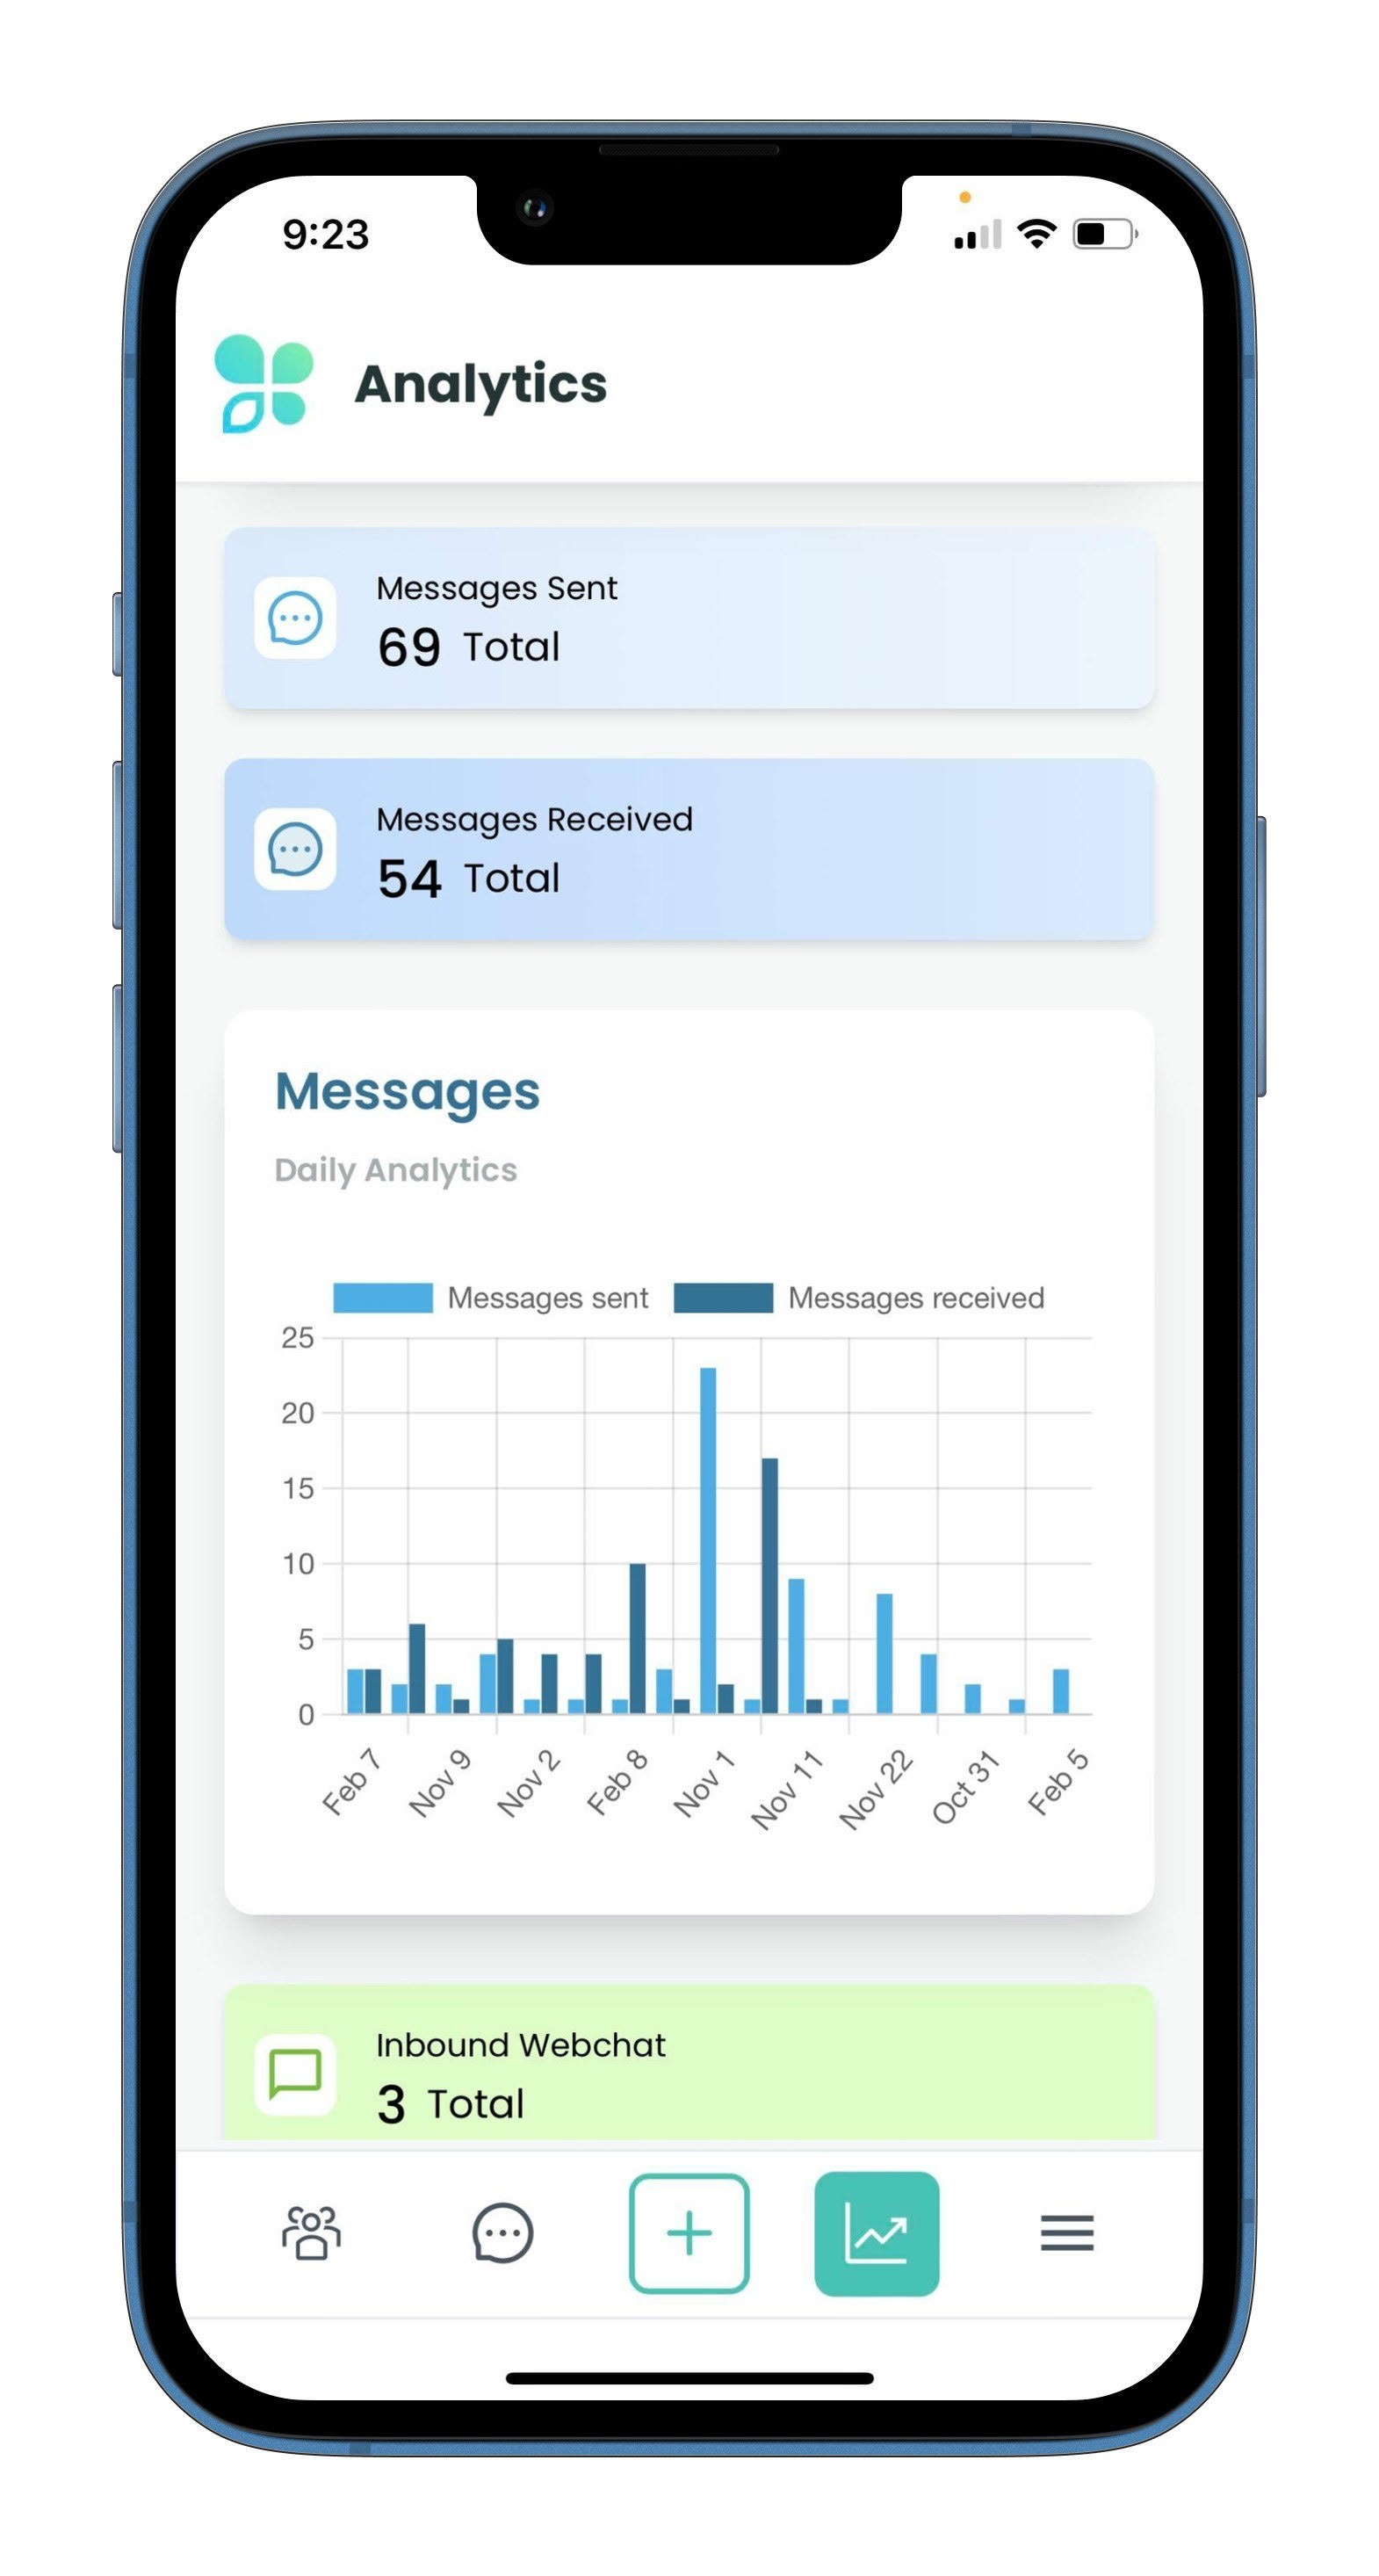 9:23
Analytics
Messages Sent
69 Total
Messages Received
54 Total
Messages
Daily Analytics
Messages sent Messages received
25
20
15
10
5
0
Feb 7 Nov 9 Nov 2 Feb 8 Nov 1 Nov 11 Nov 22 Oct 31 Feb 5
Inbound Webchat
3 Total